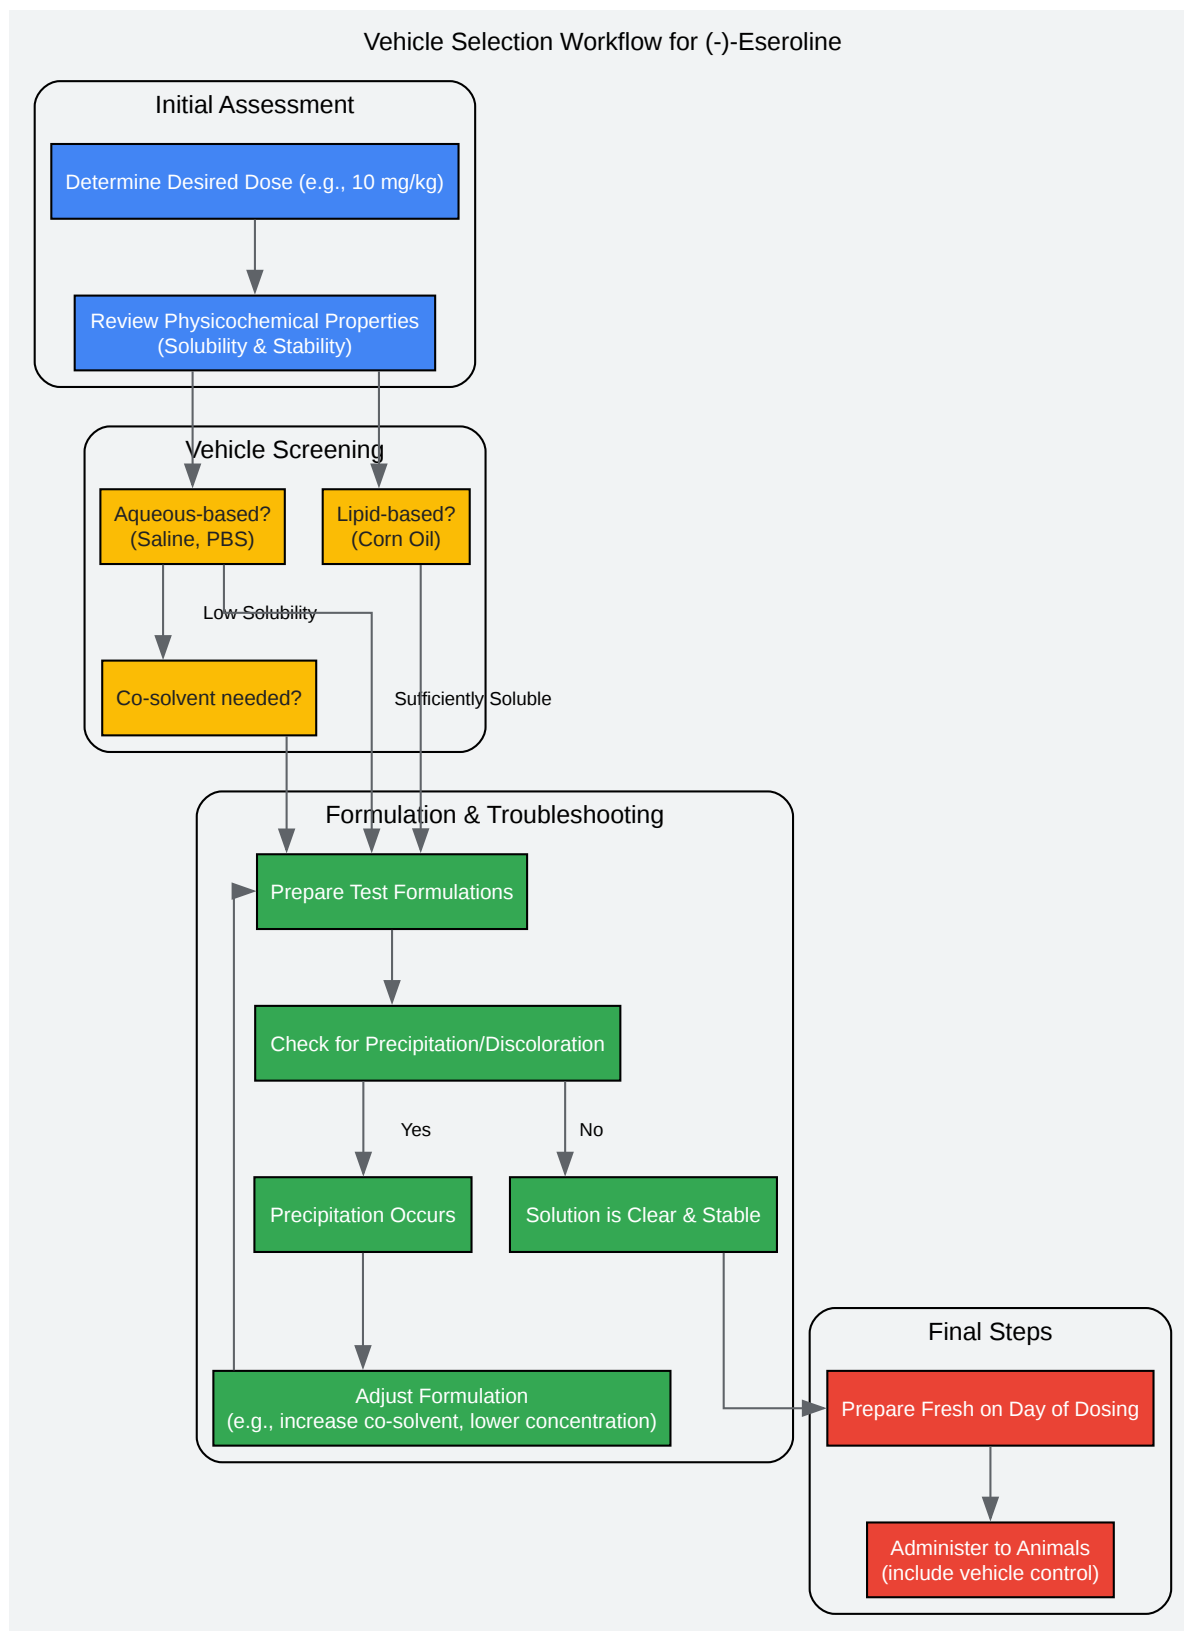 Vehicle Selection Workflow for (-)-Eseroline
Initial Assessment
Determine Desired Dose (e.g., 10 mg/kg)
Review Physicochemical Properties
(Solubility & Stability)
Vehicle Screening
Aqueous-based?
(Saline, PBS)
Lipid-based?
(Corn Oil)
Low Solubility
Co-solvent needed?
Sufficiently Soluble
Formulation & Troubleshooting
Prepare Test Formulations
Check for Precipitation/Discoloration
Yes
No
Precipitation Occurs
Solution is Clear & Stable
Adjust Formulation
(e.g., increase co-solvent, lower concentration)
Final Steps
Prepare Fresh on Day of Dosing
Administer to Animals
(include vehicle control)